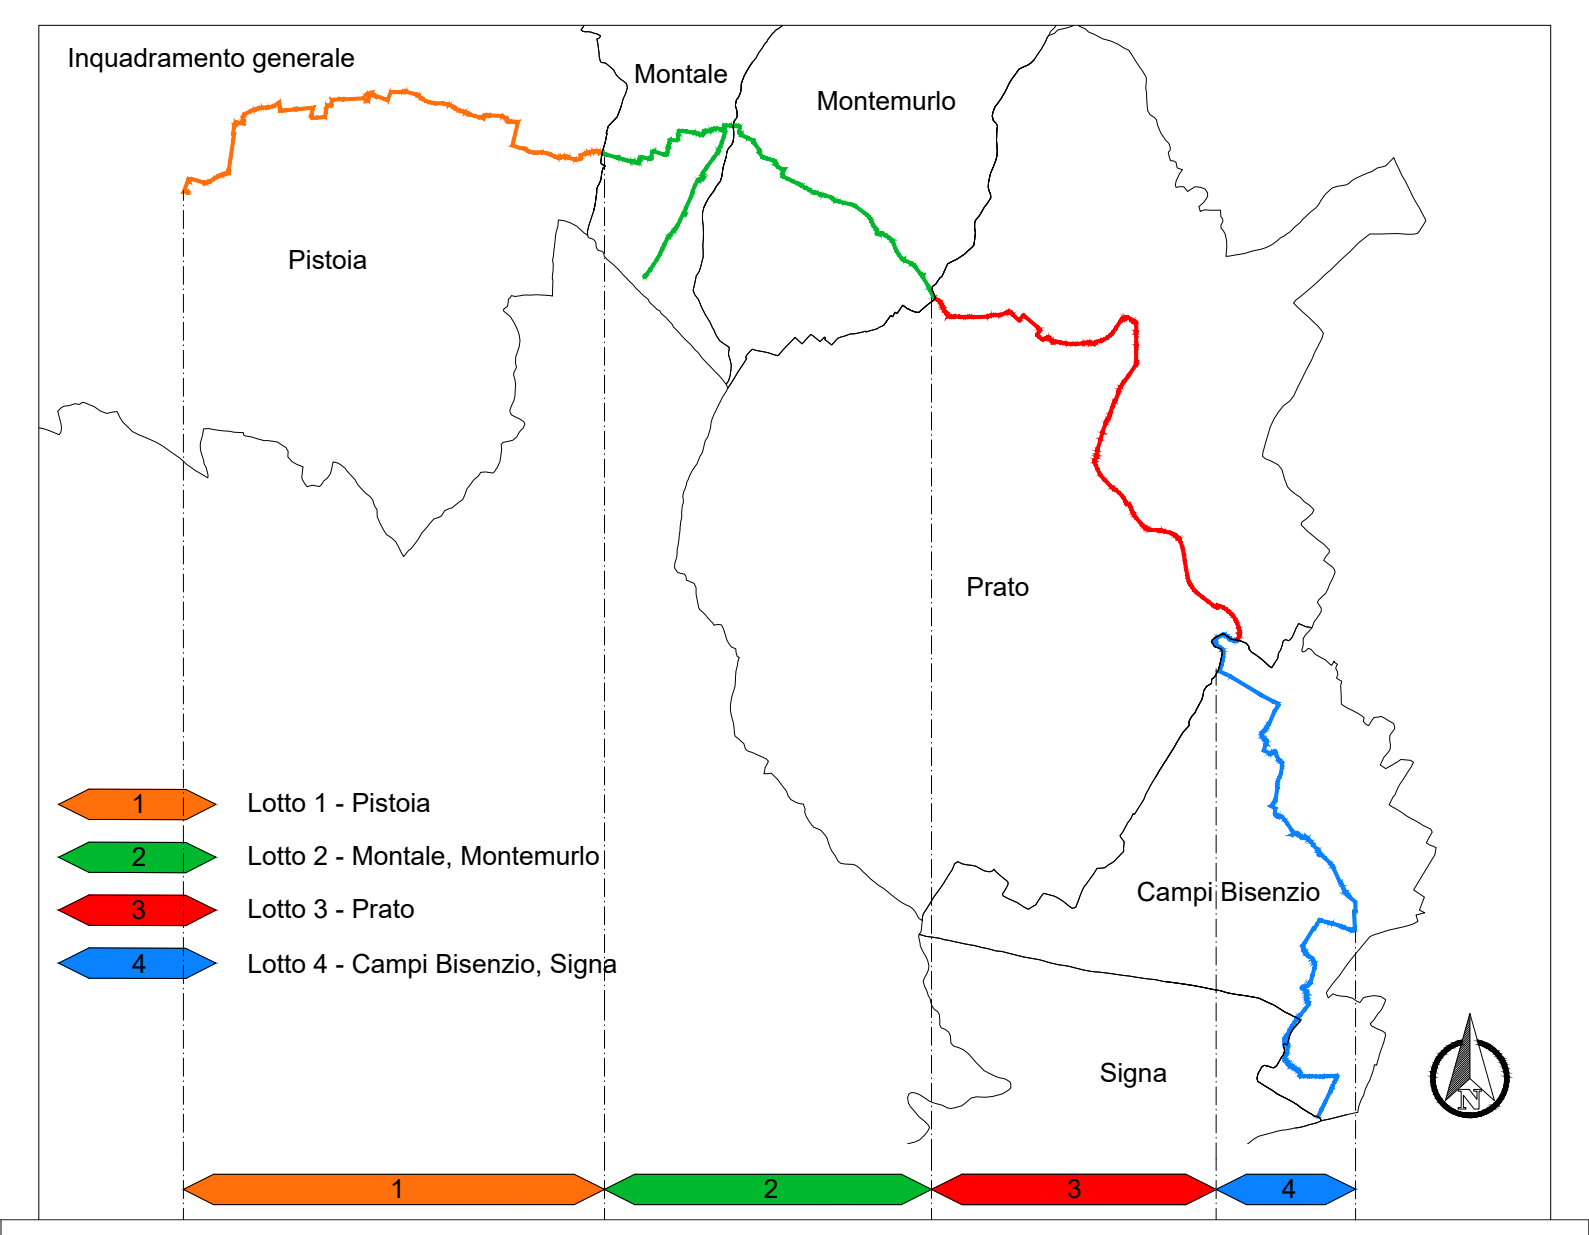 Inquadramento generale
Montale
Montemurlo
Pistoia
Prato
1 Lotto 1 - Pistoia
2 Lotto 2 - Montale, Montemurlo
3 Lotto 3 - Prato
4 Lotto 4 - Campi Bisenzio, Signa
Campi Bisenzio
Signa
N
1 2 3 4